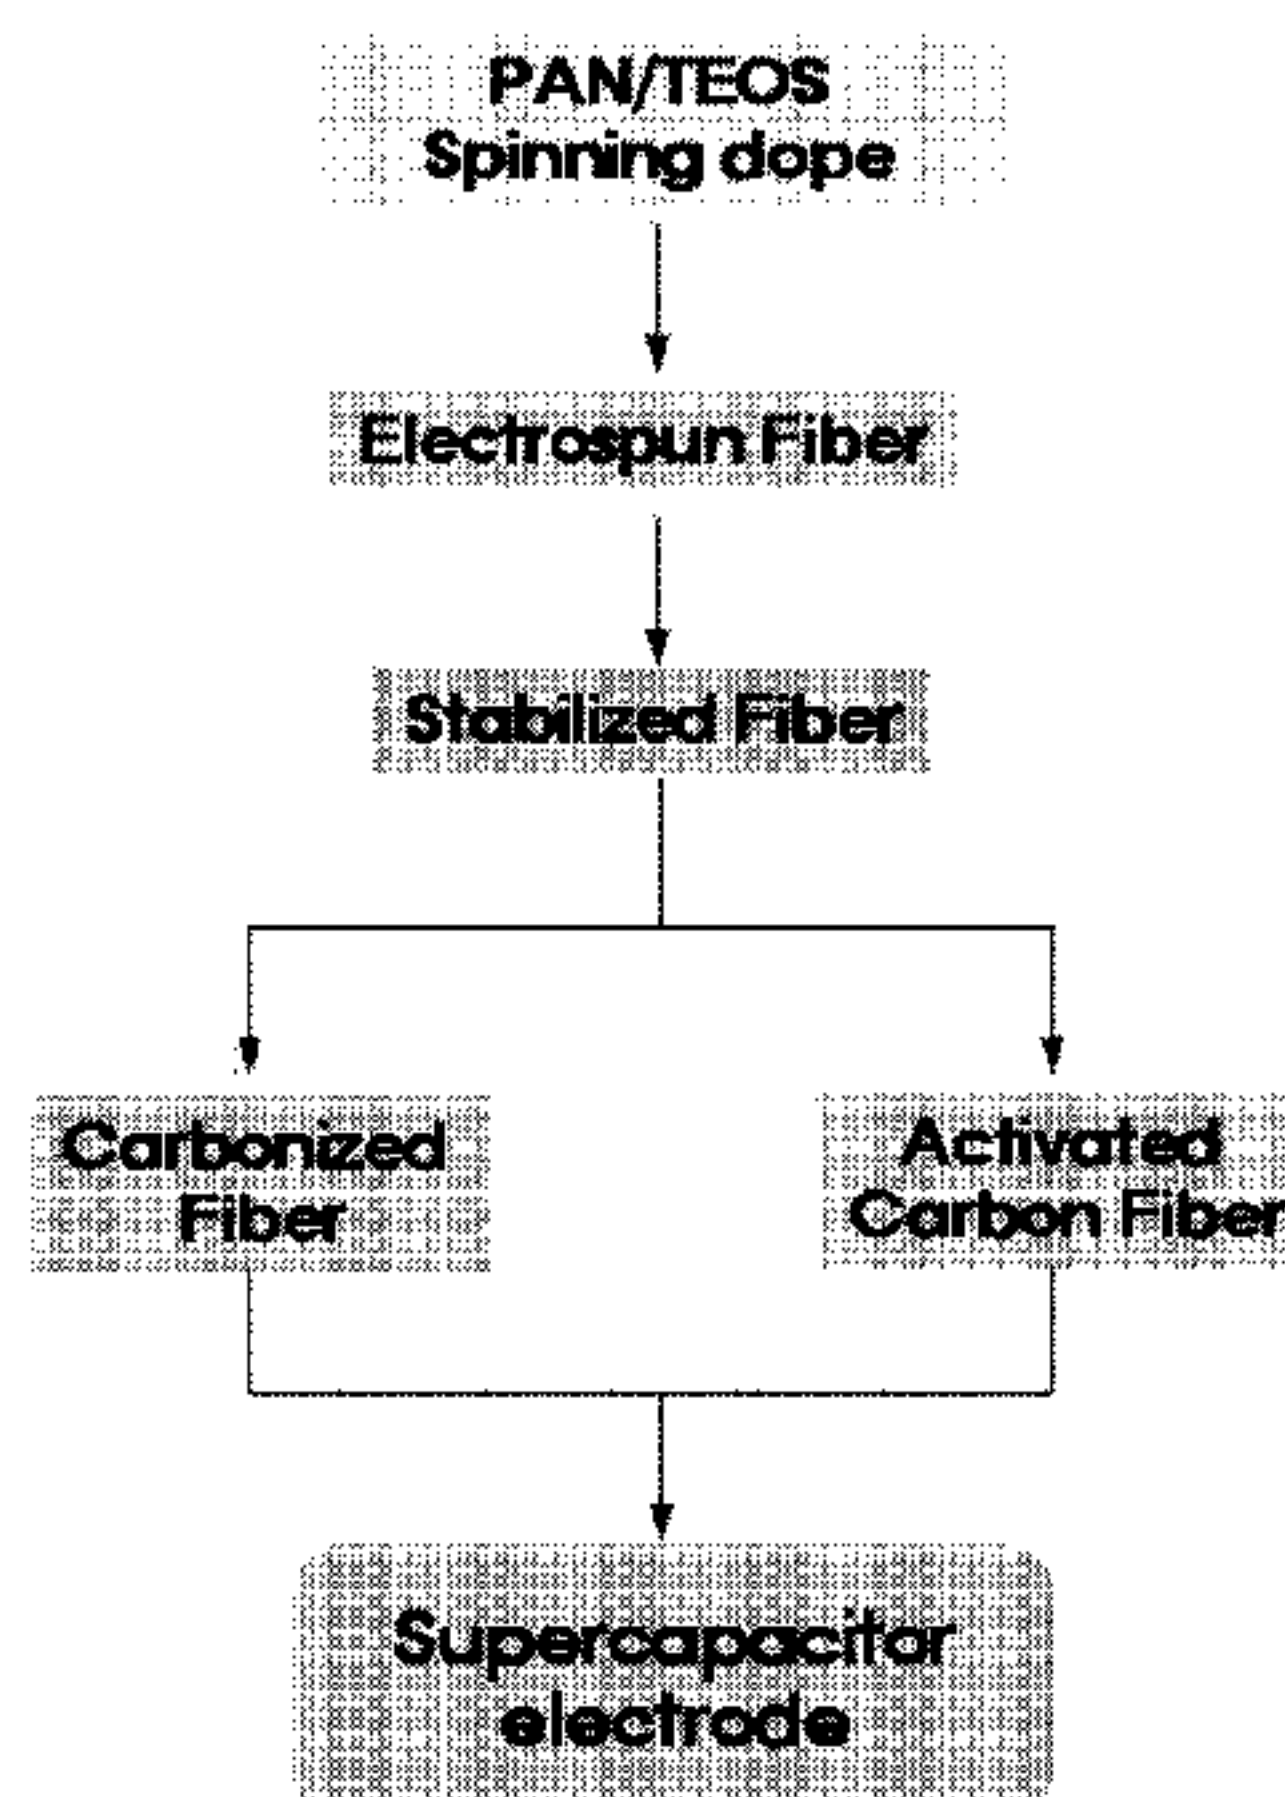 PAN/TEOS
Spinning dope
Electrospun Fiber
Stabilized Fiber
Carbonized
Fiber
Activated
Carbon Fiber
Supercapacitor
electrode